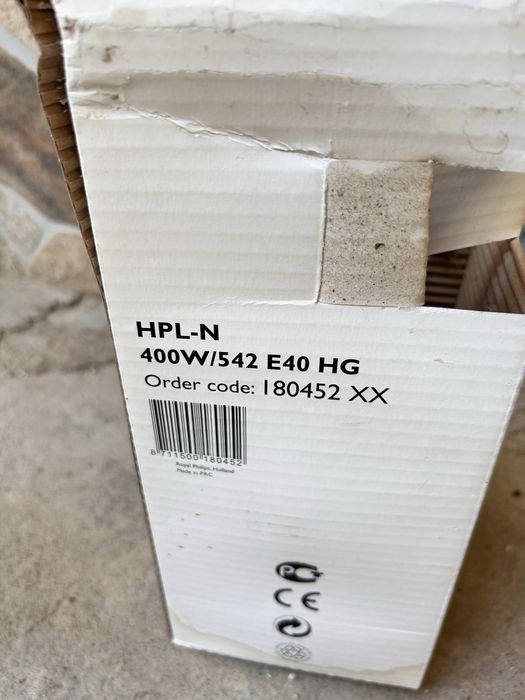 HPL-N
400W/542 E40 HG
Order code: 180452 XX
8 711500 180452
Royal Philips, Holland
Made in PRC
CE